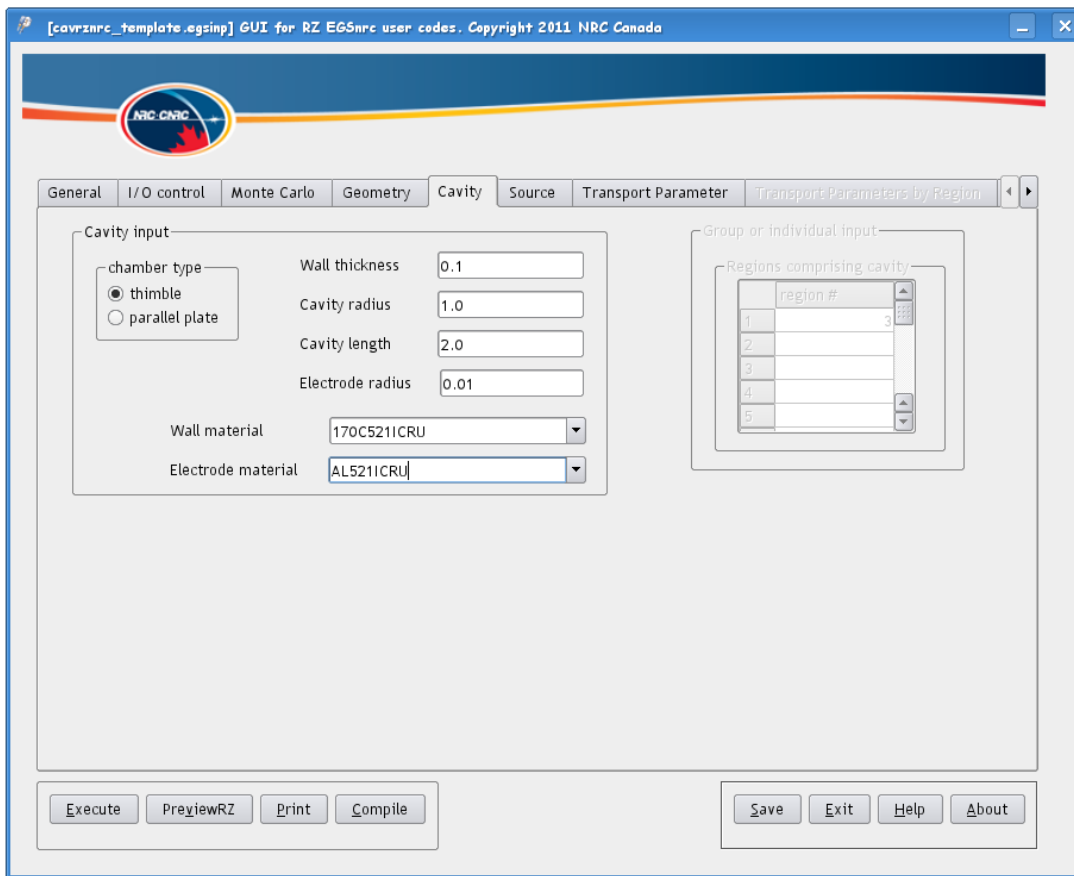 [cavrznrc_template.egsinp] GUI for RZ EGSnrc user codes. Copyright 2011 NRC Canada
NRC·CNRC
General I/O control Monte Carlo Geometry Cavity Source Transport Parameter Transport Parameters by Region
Cavity input
chamber type
thimble
parallel plate
Wall thickness 0.1
Cavity radius 1.0
Cavity length 2.0
Electrode radius 0.01
Wall material 170C521ICRU
Electrode material AL521ICRU
Group or individual input
Regions comprising cavity
region #
1 3
2
3
4
5
Execute PreviewRZ Print Compile Save Exit Help About